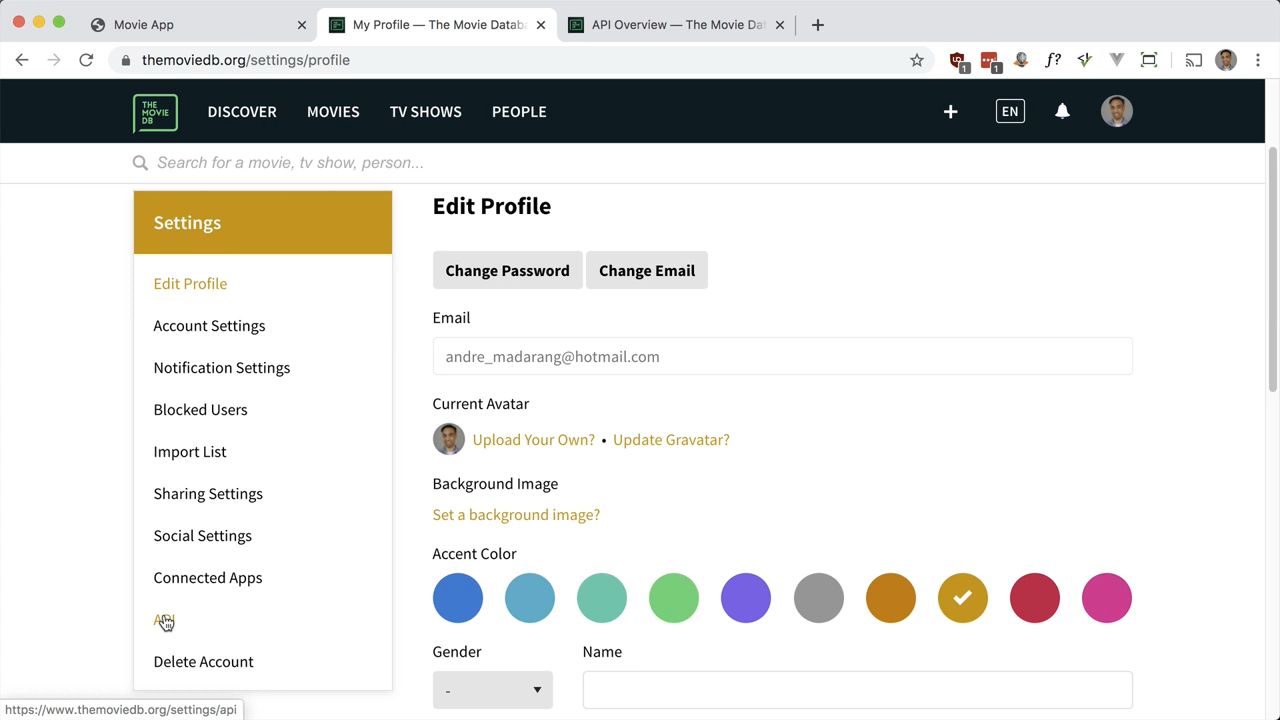 Movie App
My Profile — The Movie Databa
API Overview — The Movie Dat
themoviedb.org/settings/profile
1
1
f?
THE
MOVIE
DB
DISCOVER
MOVIES
TV SHOWS
PEOPLE
EN
Search for a movie, tv show, person...
Settings
Edit Profile
Account Settings
Notification Settings
Blocked Users
Import List
Sharing Settings
Social Settings
Connected Apps
API
Delete Account
Edit Profile
Change Password
Change Email
Email
andre_madarang@hotmail.com
Current Avatar
Upload Your Own? • Update Gravatar?
Background Image
Set a background image?
Accent Color
Gender
Name
-
https://www.themoviedb.org/settings/api